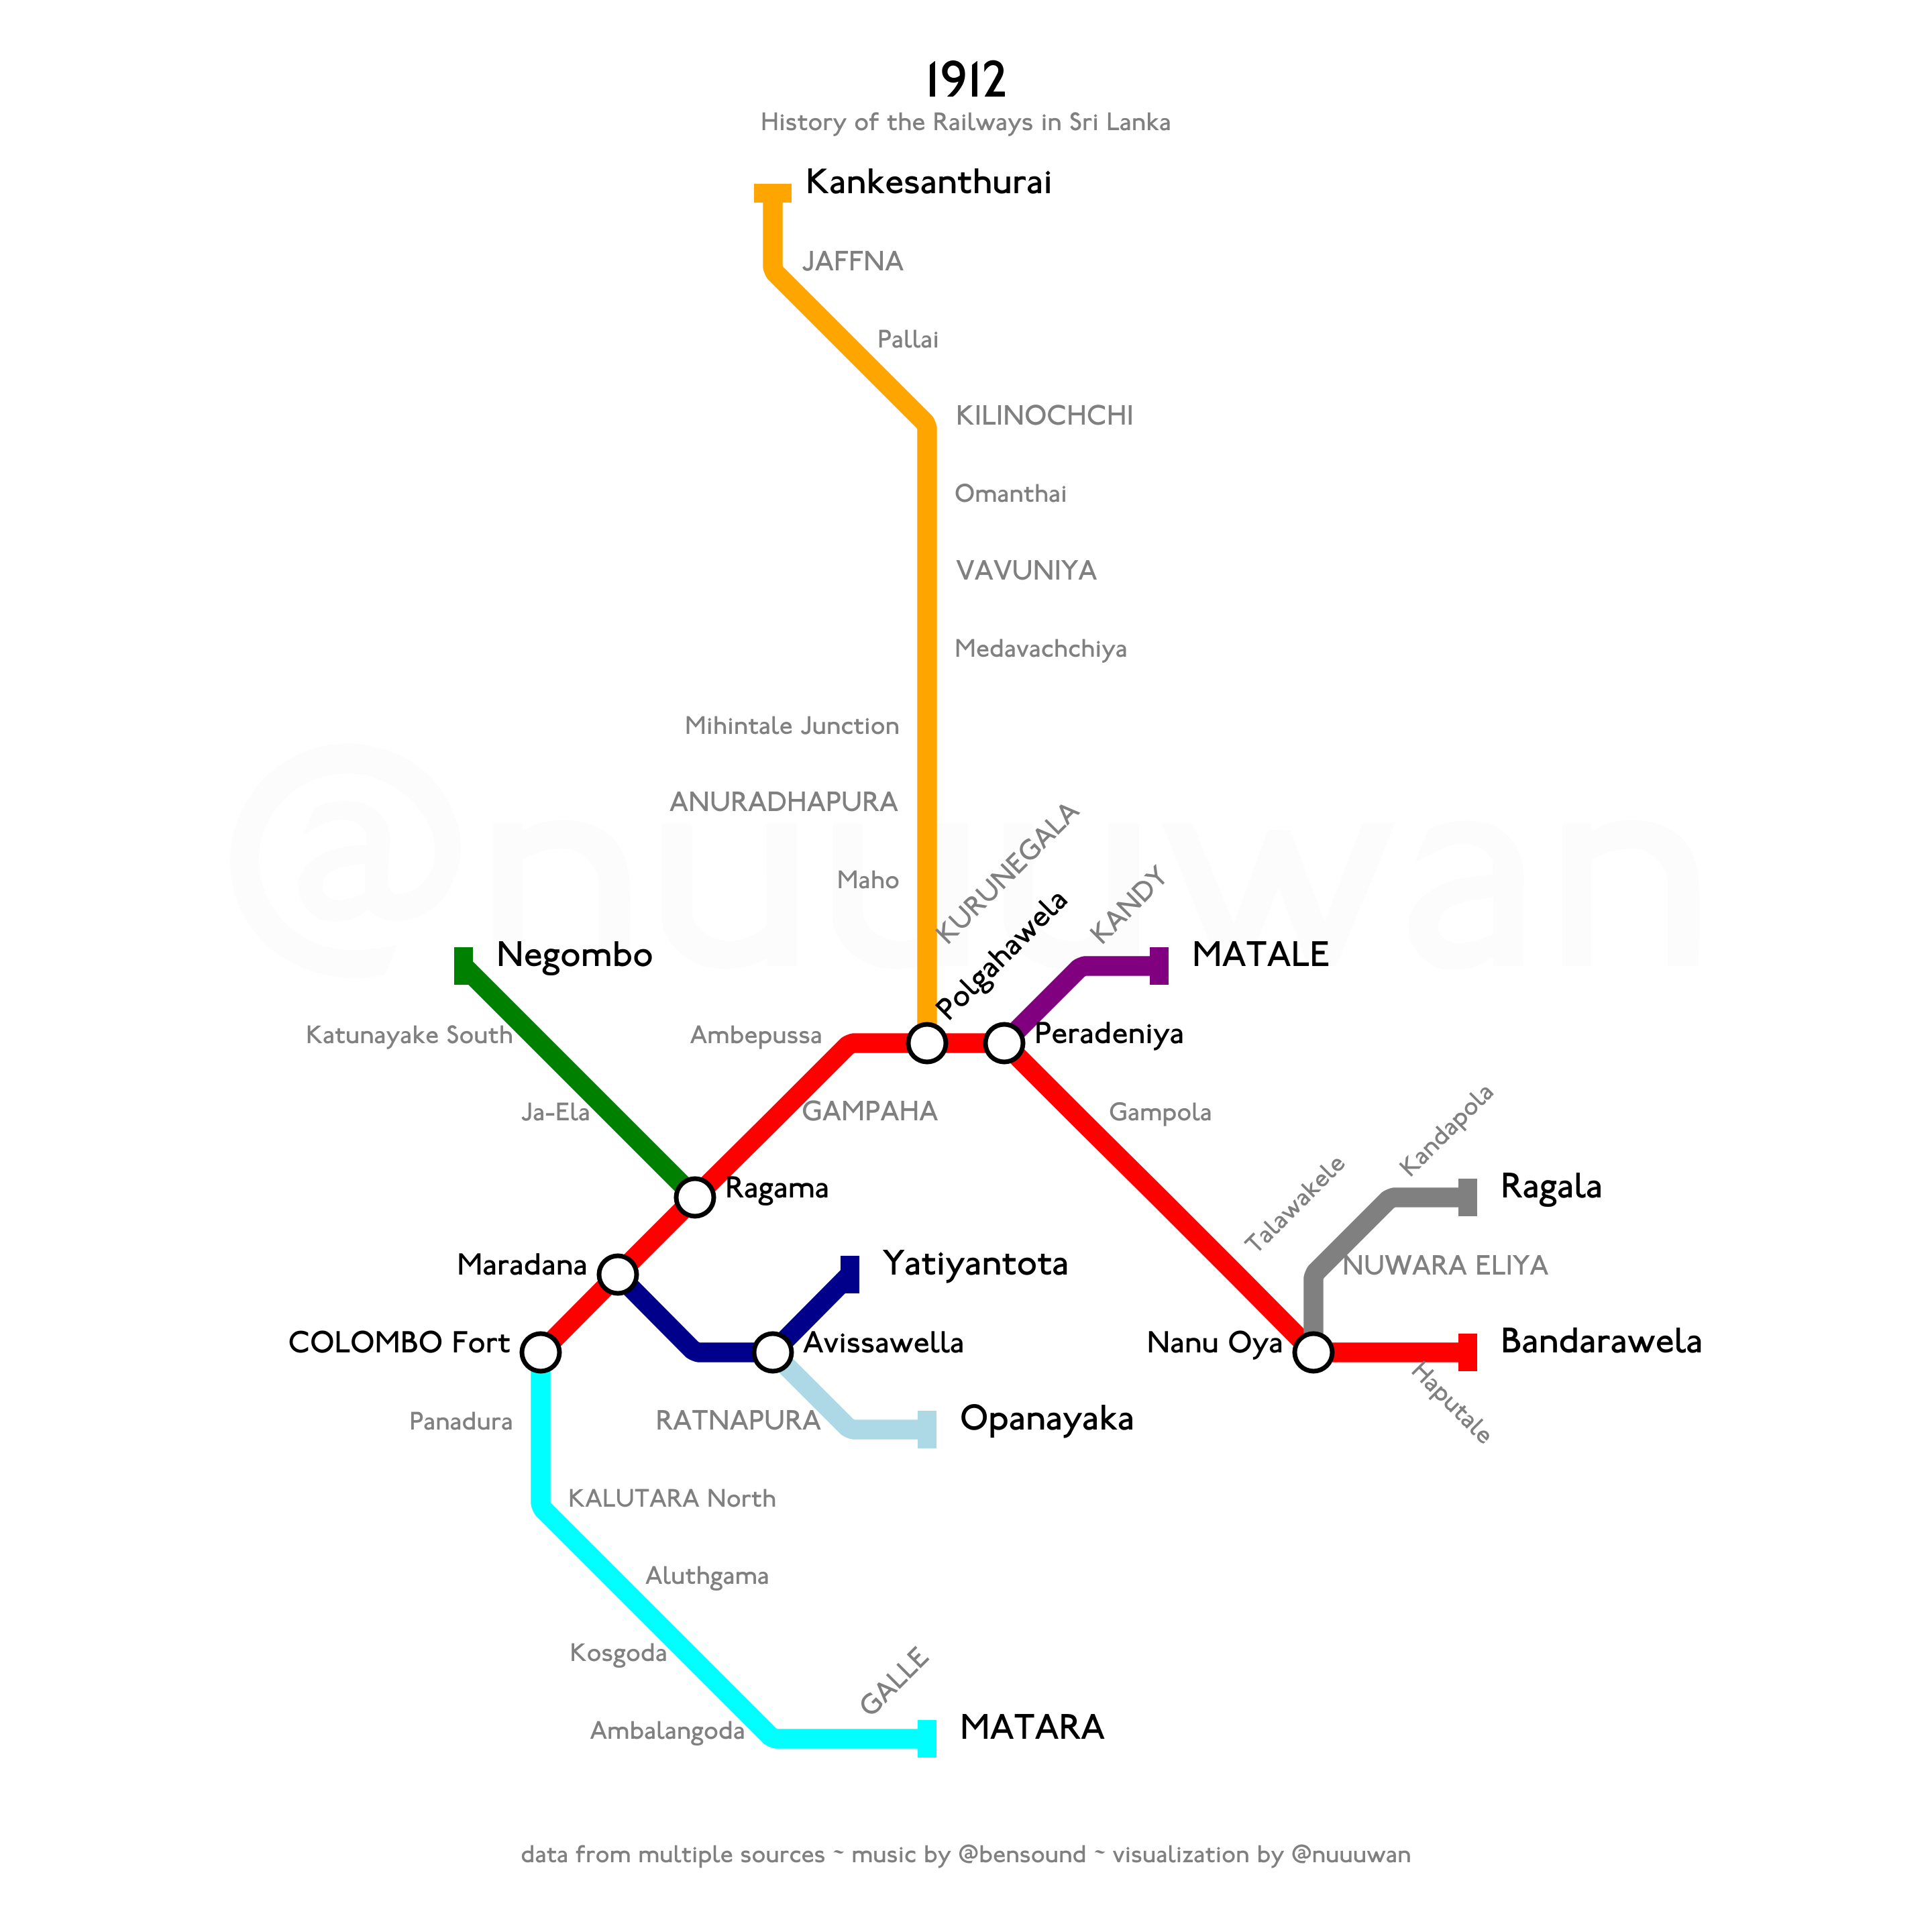 1912
History of the Railways in Sri Lanka
Kankesanthurai
JAFFNA
Pallai
KILINOCHCHI
Omanthai
VAVUNIYA
Medavachchiya
Mihintale Junction
ANURADHAPURA
Maho
KURUNEGALA
KANDY
@nuuuwan
Polgahawela
Negombo
MATALE
Katunayake South
Ambepussa
Peradeniya
Ja-Ela
GAMPAHA
Gampola
Kandapola
Talawakele
Ragama
Ragala
Maradana
Yatiyantota
NUWARA ELIYA
COLOMBO Fort
Avissawella
Nanu Oya
Bandarawela
Haputale
Panadura
RATNAPURA
Opanayaka
KALUTARA North
Aluthgama
Kosgoda
GALLE
Ambalangoda
MATARA
data from multiple sources ~ music by @bensound ~ visualization by @nuuuwan